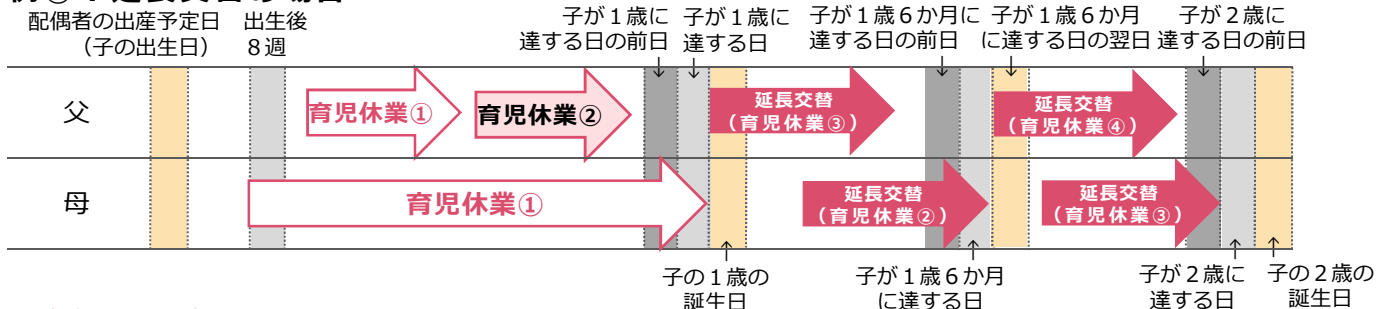 配偶者の出産予定日
（子の出生日）
出生後
８週
子が１歳に
達する日の前日
子が１歳に
達する日
子が１歳６か月に
達する日の前日
子が１歳６か月
に達する日の翌日
子が２歳に
達する日の前日
父
育児休業①
育児休業②
延長交替
（育児休業③）
延長交替
（育児休業④）
母
育児休業①
延長交替
（育児休業②）
延長交替
（育児休業③）
子の１歳の
誕生日
子が１歳６か月
に達する日
子が２歳に
達する日
子の２歳の
誕生日